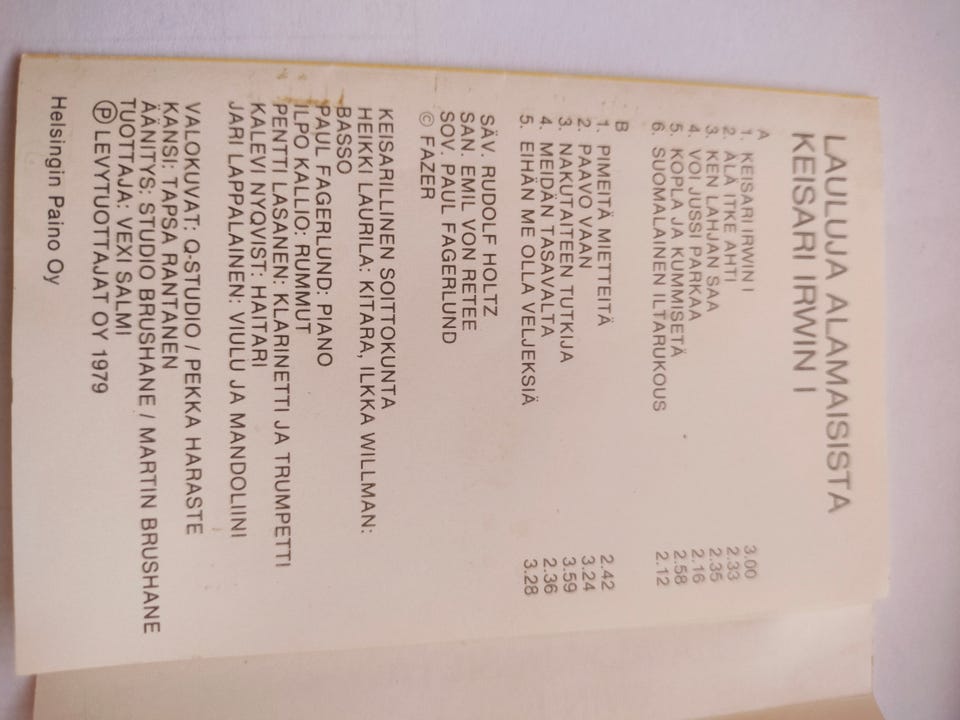 LAULUJA ALAMAISISTA
KEISARI IRWIN I
A
1. KEISARI IRWIN I 3.00
2. ÄLÄ ITKE AHTI 2.33
3. KEN LAHJAN SAA 2.35
4. VOI JUSSI PARKAA 2.16
5. KOPLA JA KUMMISETÄ 2.58
6. SUOMALAINEN ILTARUKOUS 2.12
B
1. PIMEITÄ MIETTEITÄ 2.42
2. PAAVO VAAN 3.24
3. NAKUTAUTEEN TUTKIJA 3.59
4. MEIDÄN TASAVALTA 2.36
5. EIHÄN ME OLLA VELJEKSIÄ 3.28
SÄV. RUDOLF HOLTZ
SAN. EMIL VON RETEE
SOV. PAUL FAGERLUND
© FAZER
KEISARILLINEN SOITTOKUNTA
HEIKKI LAURILA: KITARA, ILKKA WILLMAN:
BASSO
PAUL FAGERLUND: PIANO
ILPO KALLIO: RUMMUT
PENTTI LASANEN: KLARINETTI JA TRUMPETTI
KALEVI NYQVIST: HAITARI
JARI LAPPALAINEN: VIULU JA MANDOLIINI
VALOKUVAT: Q-STUDIO / PEKKA HARASTE
KANSI: TAPSA RANTANEN
ÄÄNITYS: STUDIO BRUSHANE / MARTIN BRUSHANE
TUOTTAJA: VEXI SALMI
Ⓟ LEVYTUOTTAJAT OY 1979
Helsingin Paino Oy